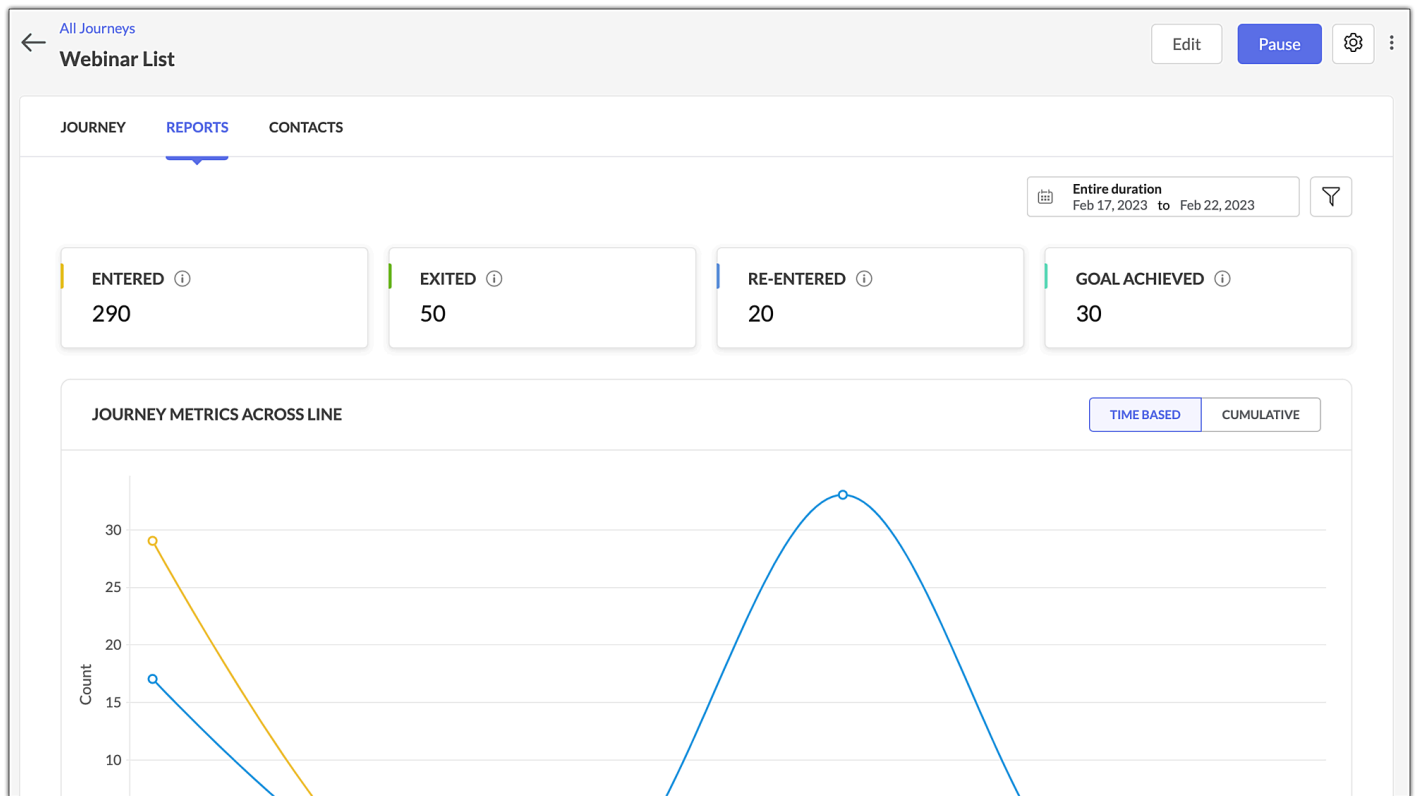 All Journeys
Webinar List
Edit
Pause
JOURNEY
REPORTS
CONTACTS
Entire duration
Feb 17, 2023 to Feb 22, 2023
ENTERED
290
EXITED
50
RE-ENTERED
20
GOAL ACHIEVED
30
JOURNEY METRICS ACROSS LINE
TIME BASED
CUMULATIVE
30
25
20
15
10
Count